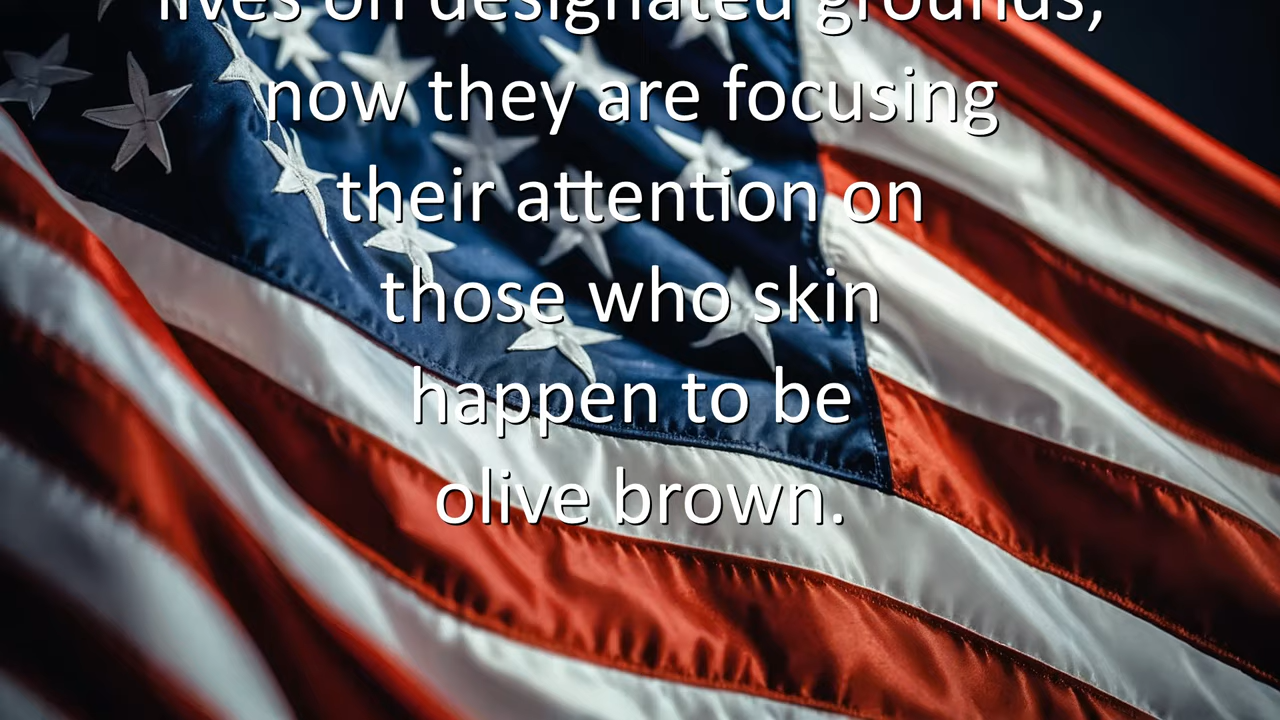 lives on designated grounds,
now they are focusing
their attention on
those who skin
happen to be
olive brown.